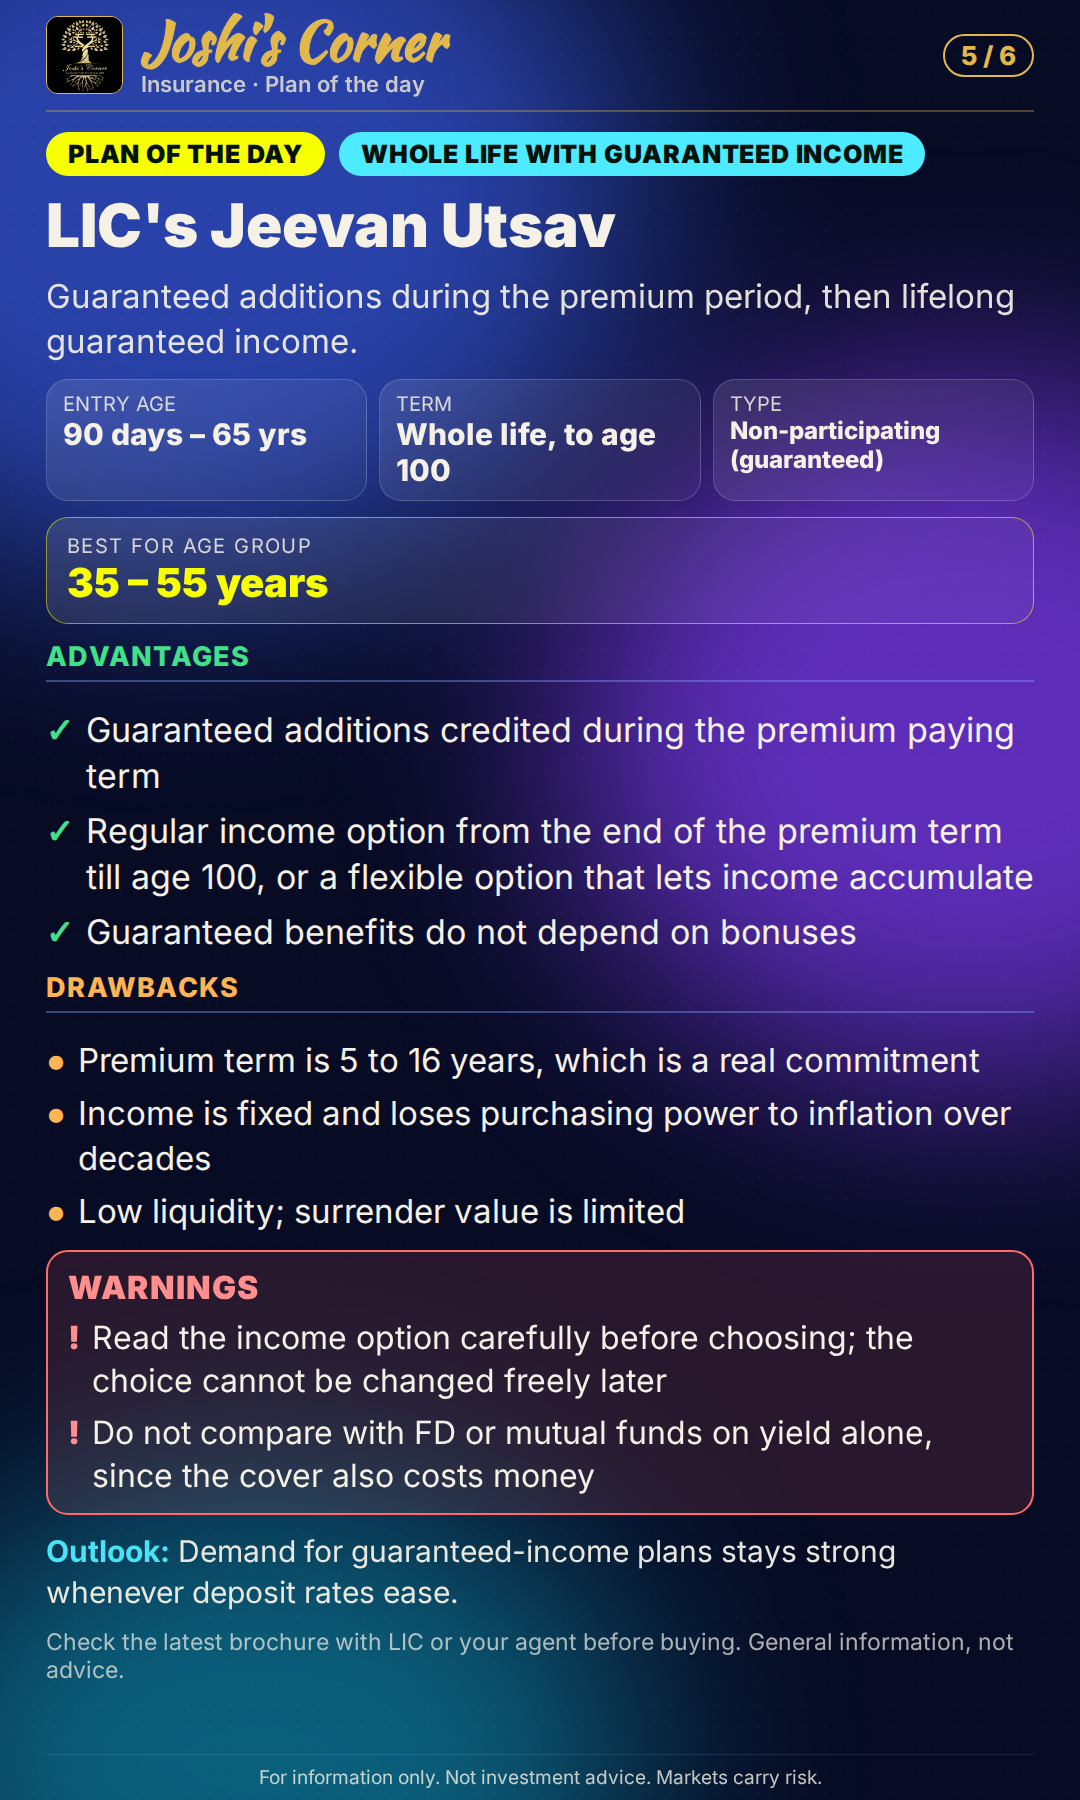 Joshi's Corner
Joshi's Corner
Insurance · Plan of the day
5 / 6
PLAN OF THE DAY
WHOLE LIFE WITH GUARANTEED INCOME
LIC's Jeevan Utsav
Guaranteed additions during the premium period, then lifelong
guaranteed income.
ENTRY AGE
90 days – 65 yrs
TERM
Whole life, to age
100
TYPE
Non-participating
(guaranteed)
BEST FOR AGE GROUP
35 – 55 years
ADVANTAGES
✓ Guaranteed additions credited during the premium paying
term
✓ Regular income option from the end of the premium term
till age 100, or a flexible option that lets income accumulate
✓ Guaranteed benefits do not depend on bonuses
DRAWBACKS
● Premium term is 5 to 16 years, which is a real commitment
● Income is fixed and loses purchasing power to inflation over
decades
● Low liquidity; surrender value is limited
WARNINGS
! Read the income option carefully before choosing; the
choice cannot be changed freely later
! Do not compare with FD or mutual funds on yield alone,
since the cover also costs money
Outlook: Demand for guaranteed-income plans stays strong
whenever deposit rates ease.
Check the latest brochure with LIC or your agent before buying. General information, not
advice.
For information only. Not investment advice. Markets carry risk.